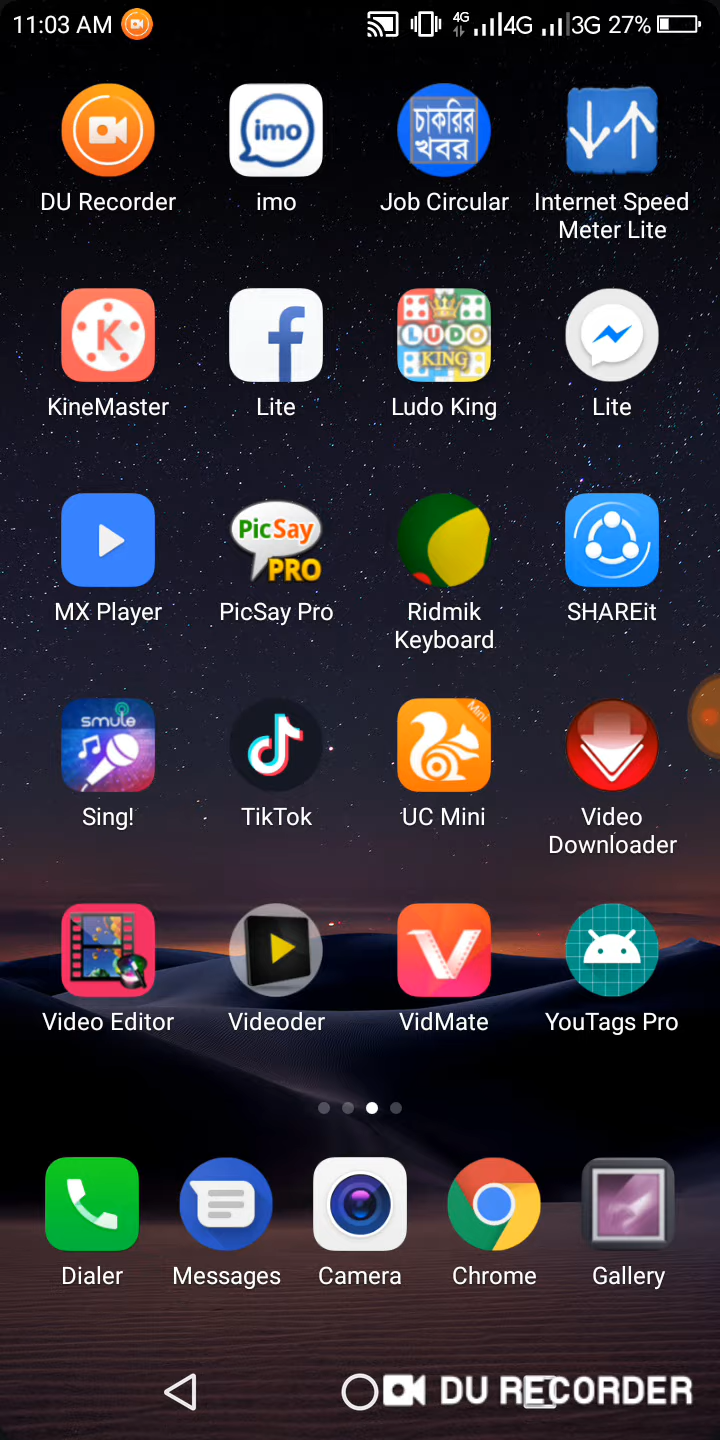 11:03 AM 4G 4G 3G 27%
DU Recorder
imo
imo
চাকরির
খবর
Job Circular
Internet Speed
Meter Lite
K
KineMaster
f
Lite
LUDO
KING
Ludo King
Lite
MX Player
PicSay
PRO
PicSay Pro
Ridmik
Keyboard
SHAREit
smule
Sing!
TikTok
Mini
UC Mini
Video
Downloader
Video Editor
Videoder
VidMate
YouTags Pro
Dialer
Messages
Camera
Chrome
Gallery
DU RECORDER